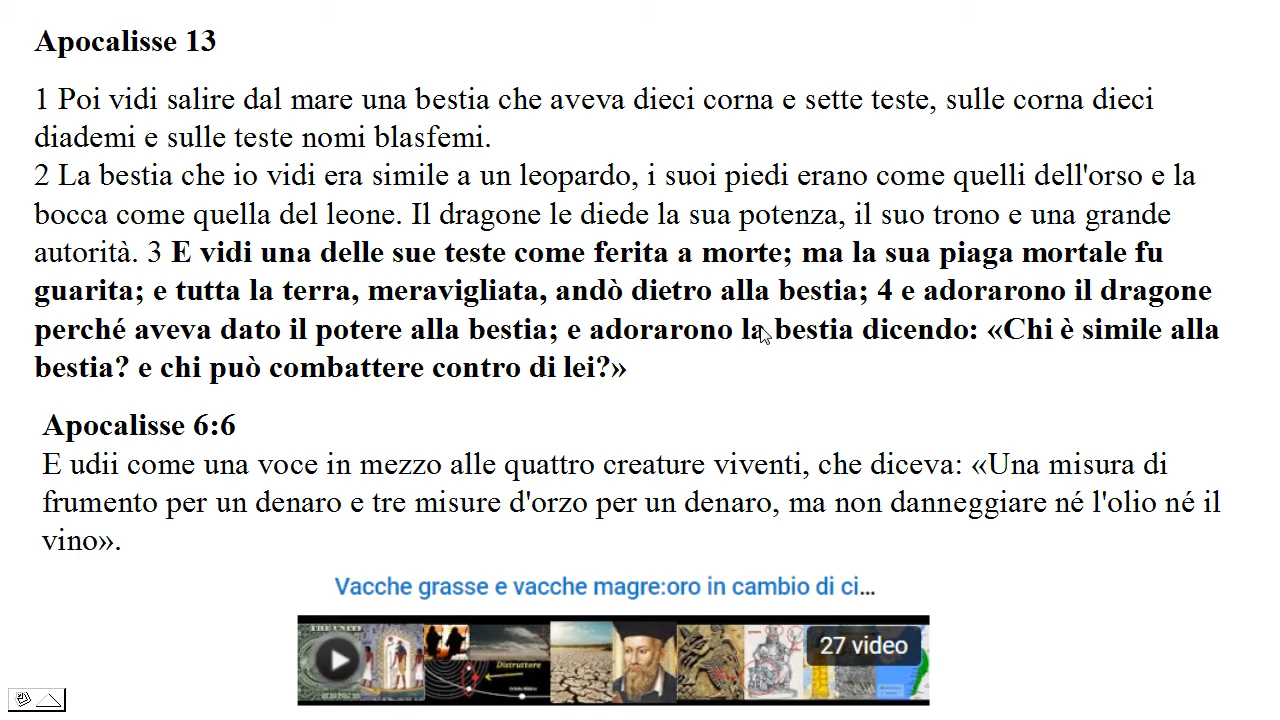 Apocalisse 13
1 Poi vidi salire dal mare una bestia che aveva dieci corna e sette teste, sulle corna dieci
diademi e sulle teste nomi blasfemi.
2 La bestia che io vidi era simile a un leopardo, i suoi piedi erano come quelli dell'orso e la
bocca come quella del leone. Il dragone le diede la sua potenza, il suo trono e una grande
autorità. 3 E vidi una delle sue teste come ferita a morte; ma la sua piaga mortale fu
guarita; e tutta la terra, meravigliata, andò dietro alla bestia; 4 e adorarono il dragone
perché aveva dato il potere alla bestia; e adorarono la bestia dicendo: «Chi è simile alla
bestia? e chi può combattere contro di lei?»
Apocalisse 6:6
E udii come una voce in mezzo alle quattro creature viventi, che diceva: «Una misura di
frumento per un denaro e tre misure d'orzo per un denaro, ma non danneggiare né l'olio né il
vino».
Vacche grasse e vacche magre:oro in cambio di ci...
THE UNITE
Distruttore
27 video